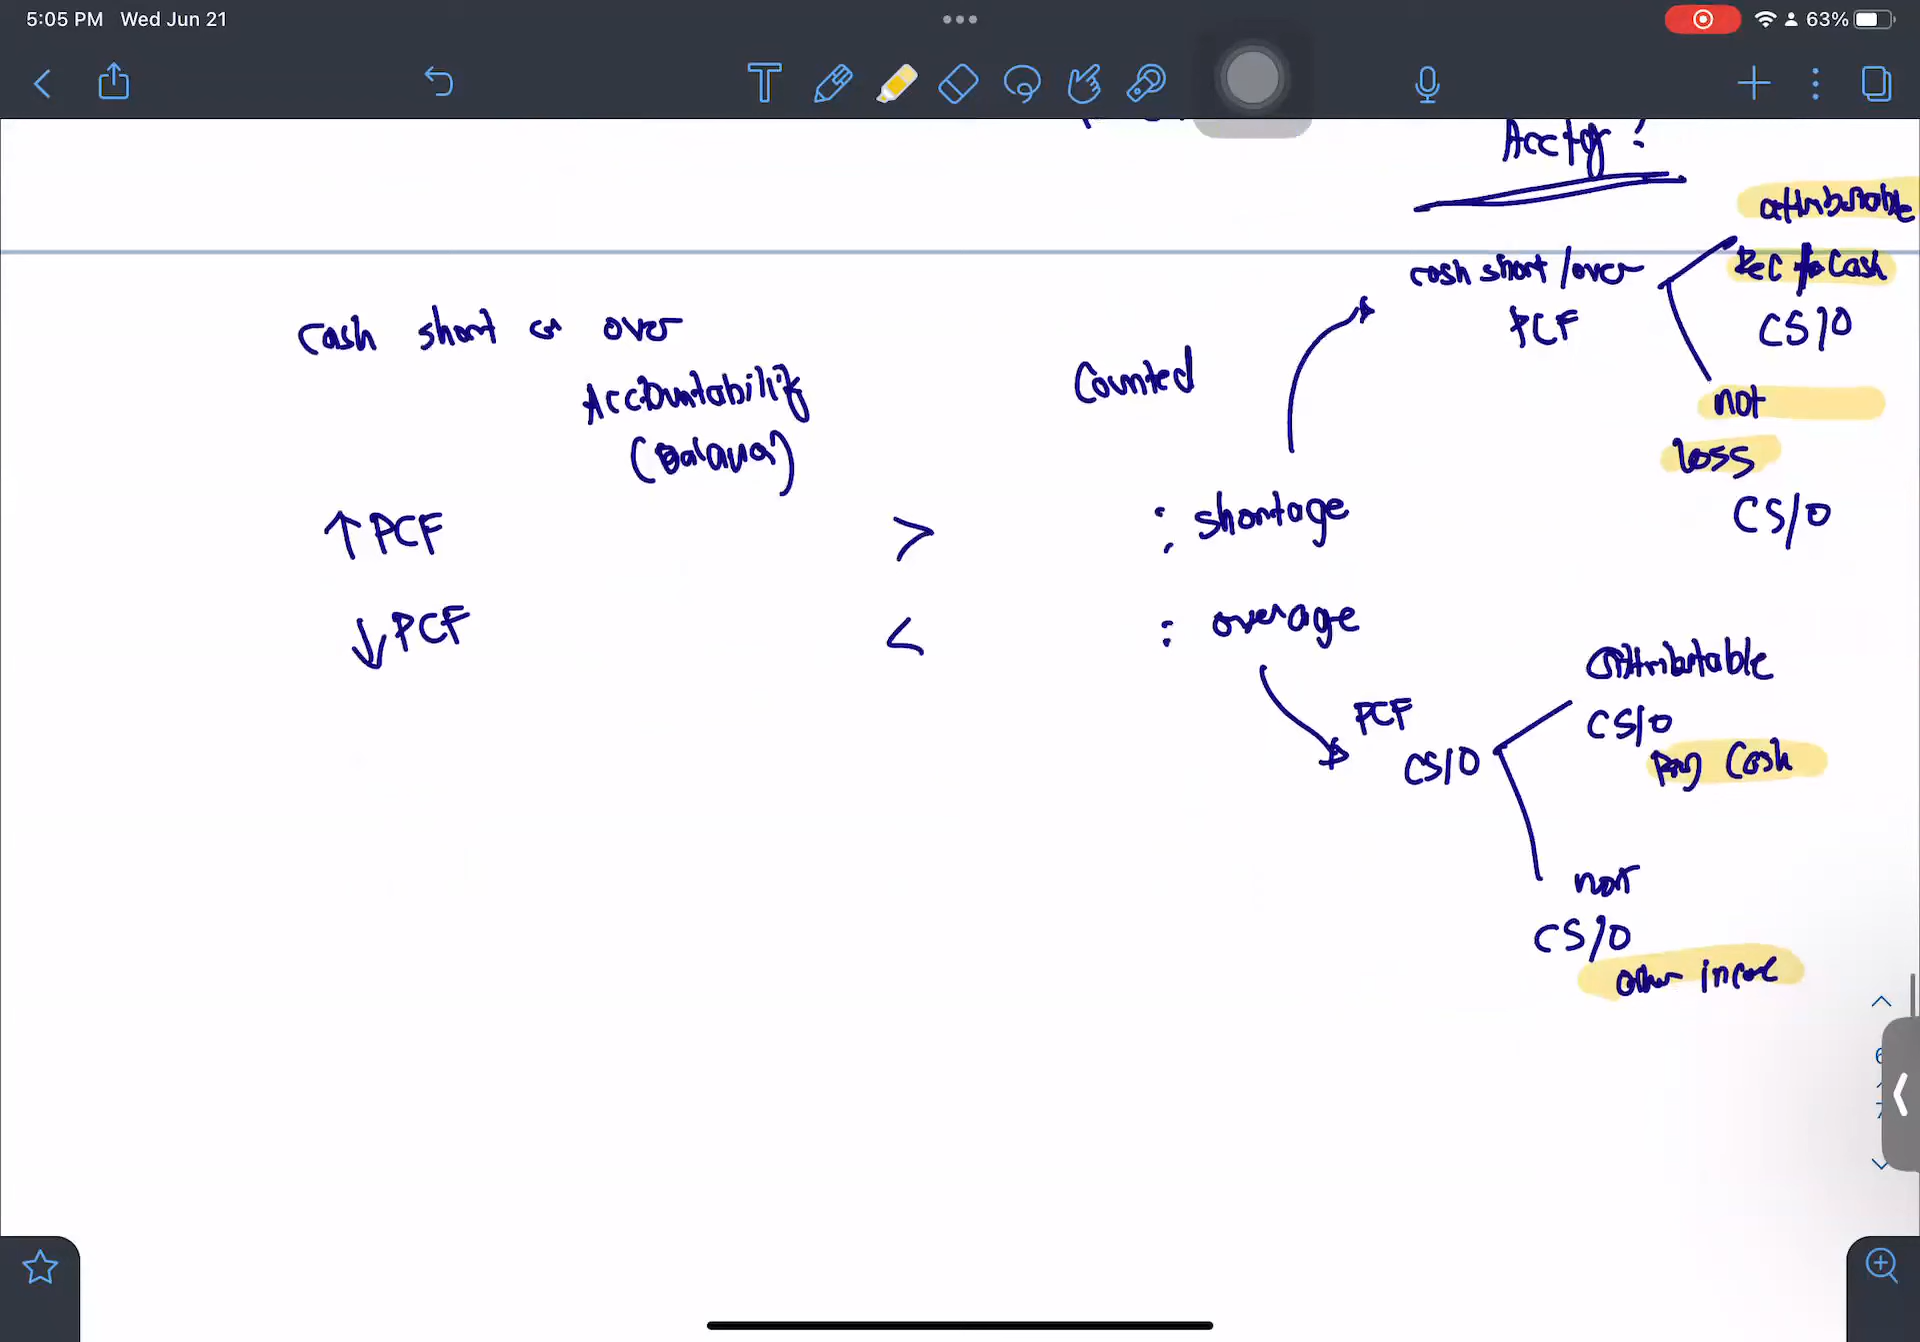 5:05 PM Wed Jun 21
63%
Acctg ?
attributable
cash short / over
Rec / Cash
PCF
CS/O
cash short or over
Accountability
Counted
(Balance)
not
loss
CS/O
↑ PCF > : shortage
↓ PCF < : overage
attributable
PCF
CS/O
CS/O
Pay Cash
not
CS/O
other income